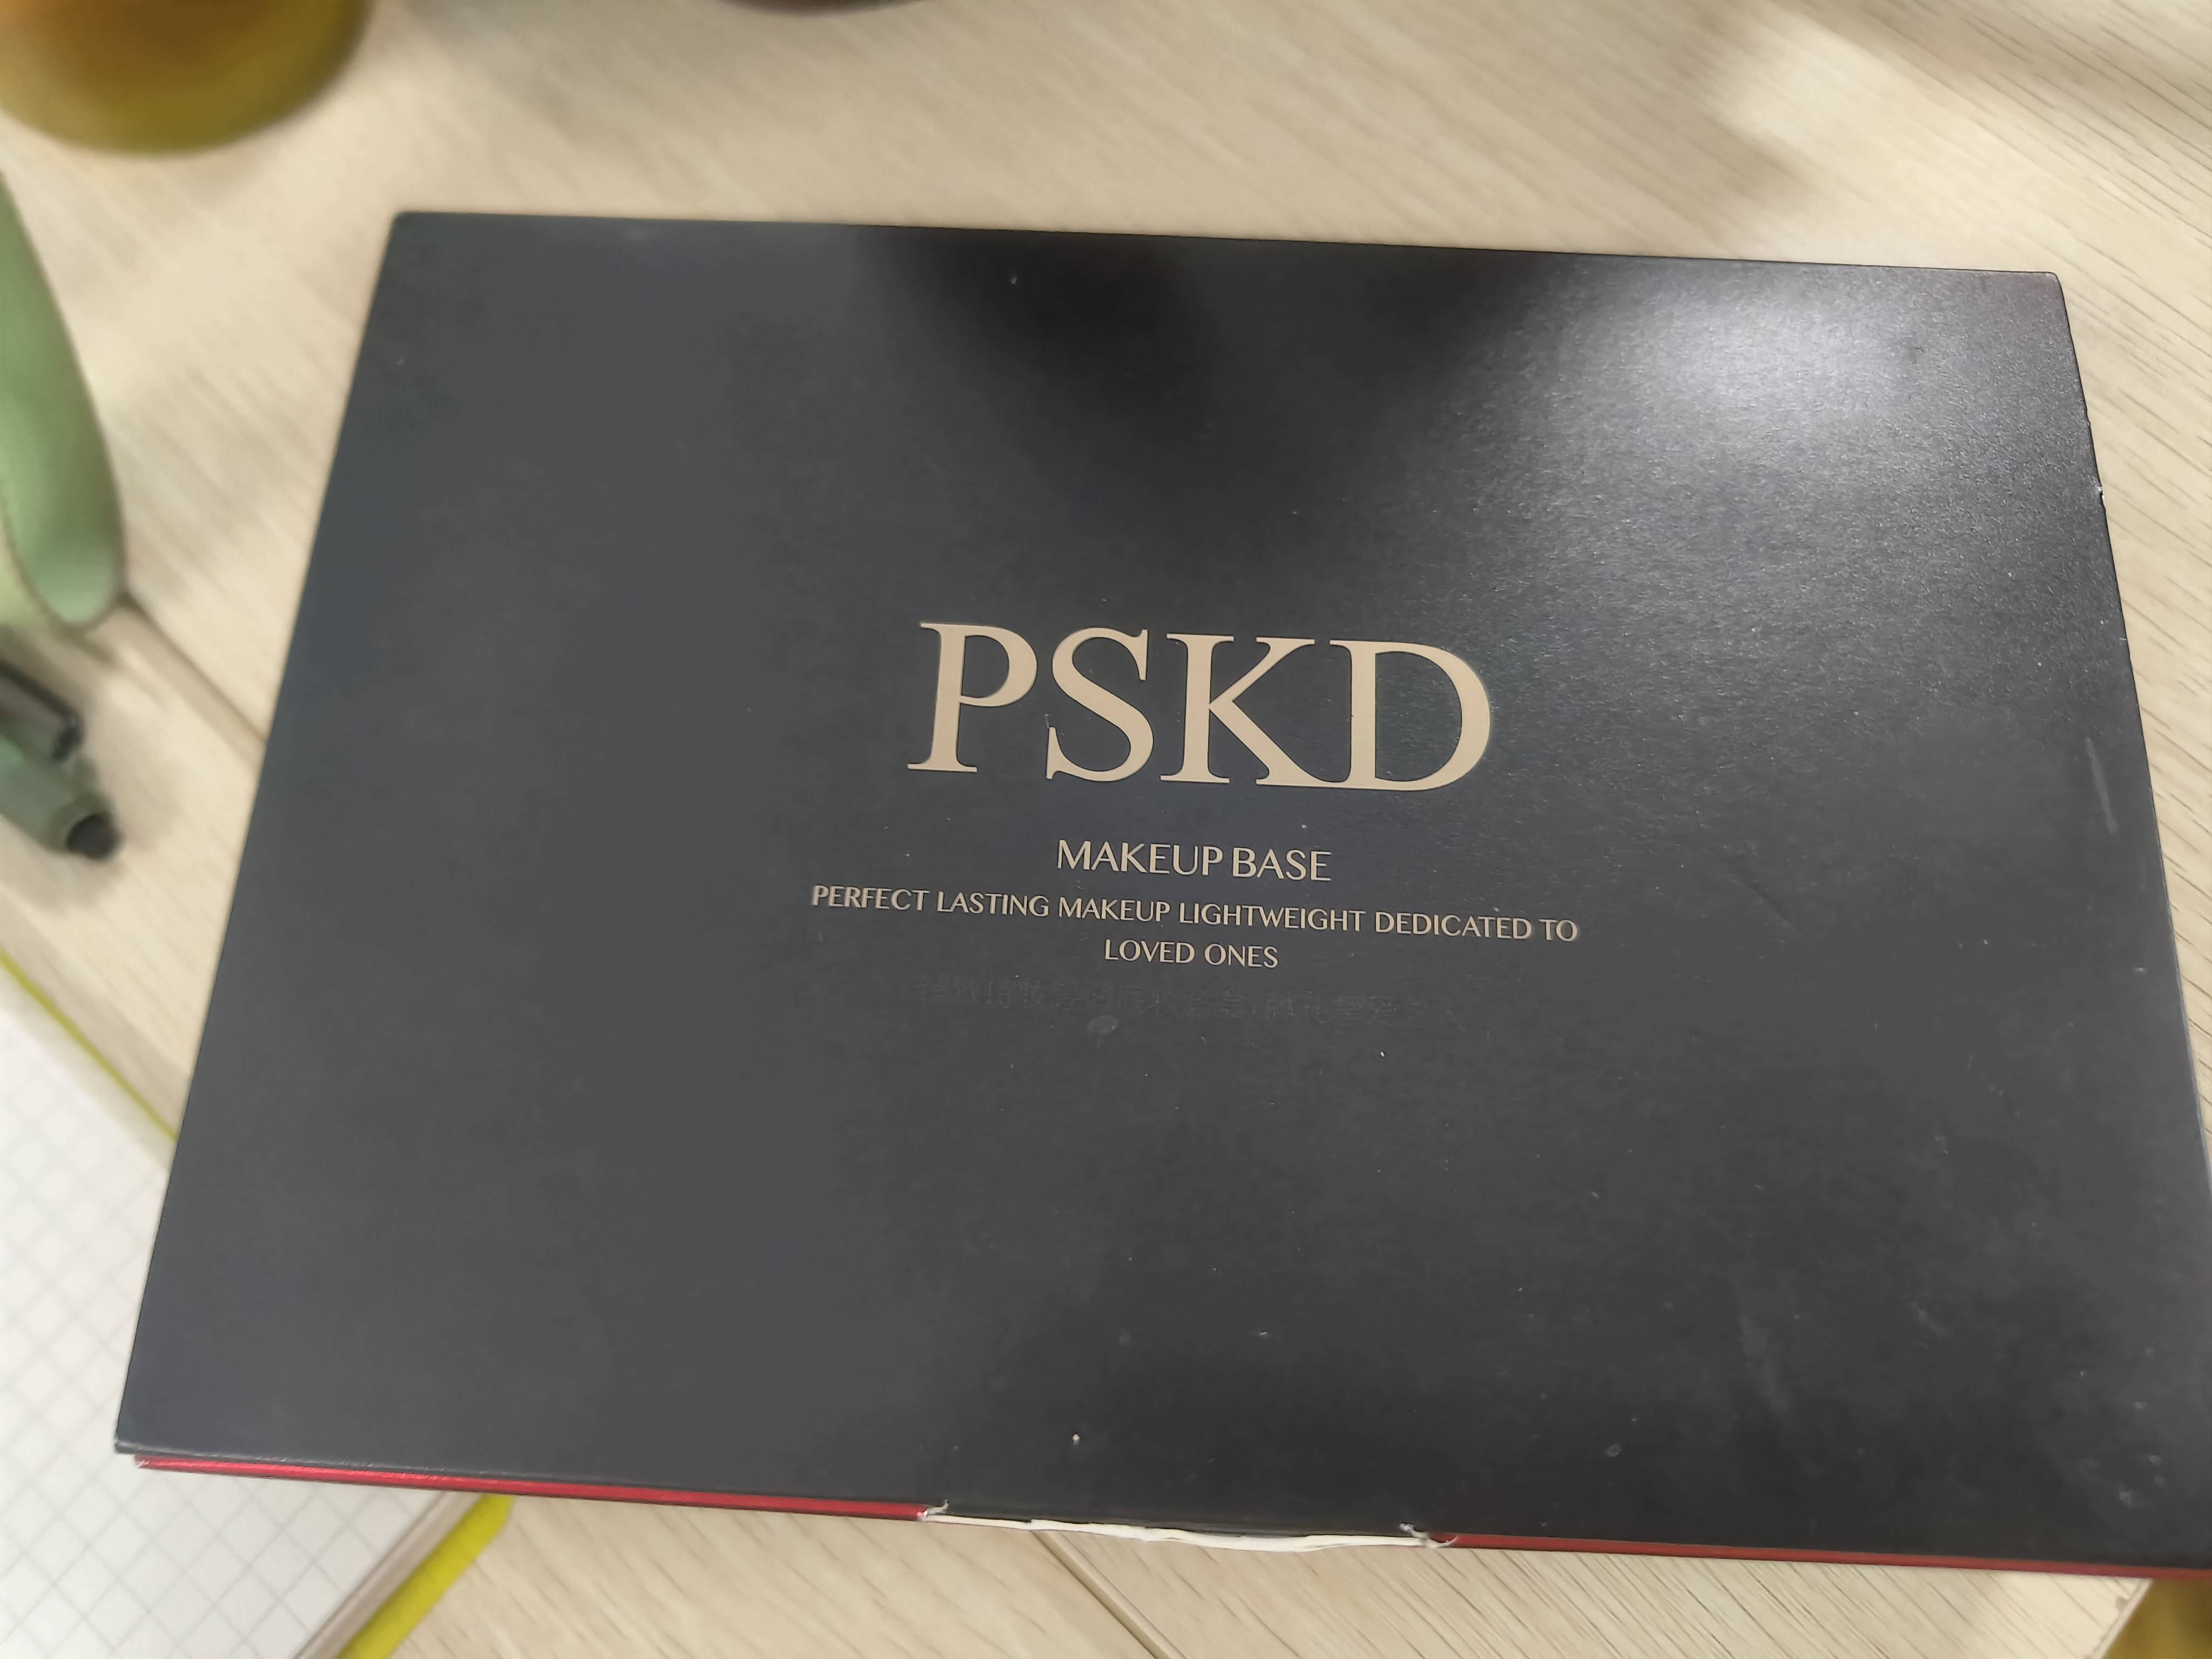 PSKD
MAKEUP BASE
PERFECT LASTING MAKEUP LIGHTWEIGHT DEDICATED TO
LOVED ONES